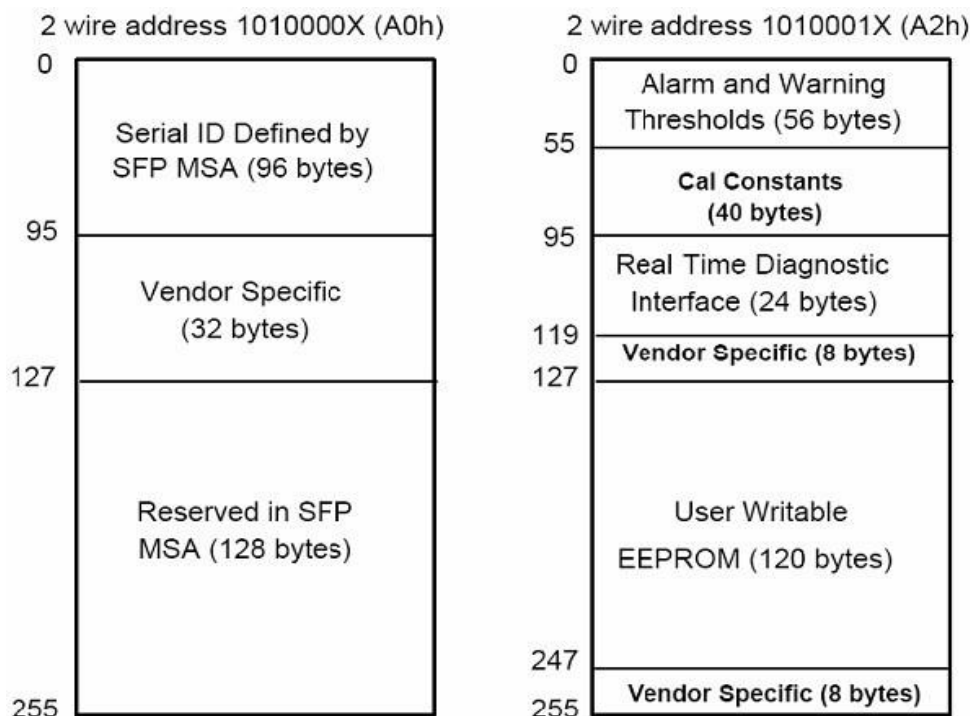 2 wire address 1010000X (A0h)
0
Serial ID Defined by
SFP MSA (96 bytes)
95
Vendor Specific
(32 bytes)
127
Reserved in SFP
MSA (128 bytes)
255
2 wire address 1010001X (A2h)
0
Alarm and Warning
Thresholds (56 bytes)
55
Cal Constants
(40 bytes)
95
Real Time Diagnostic
Interface (24 bytes)
119
Vendor Specific (8 bytes)
127
User Writable
EEPROM (120 bytes)
247
Vendor Specific (8 bytes)
255